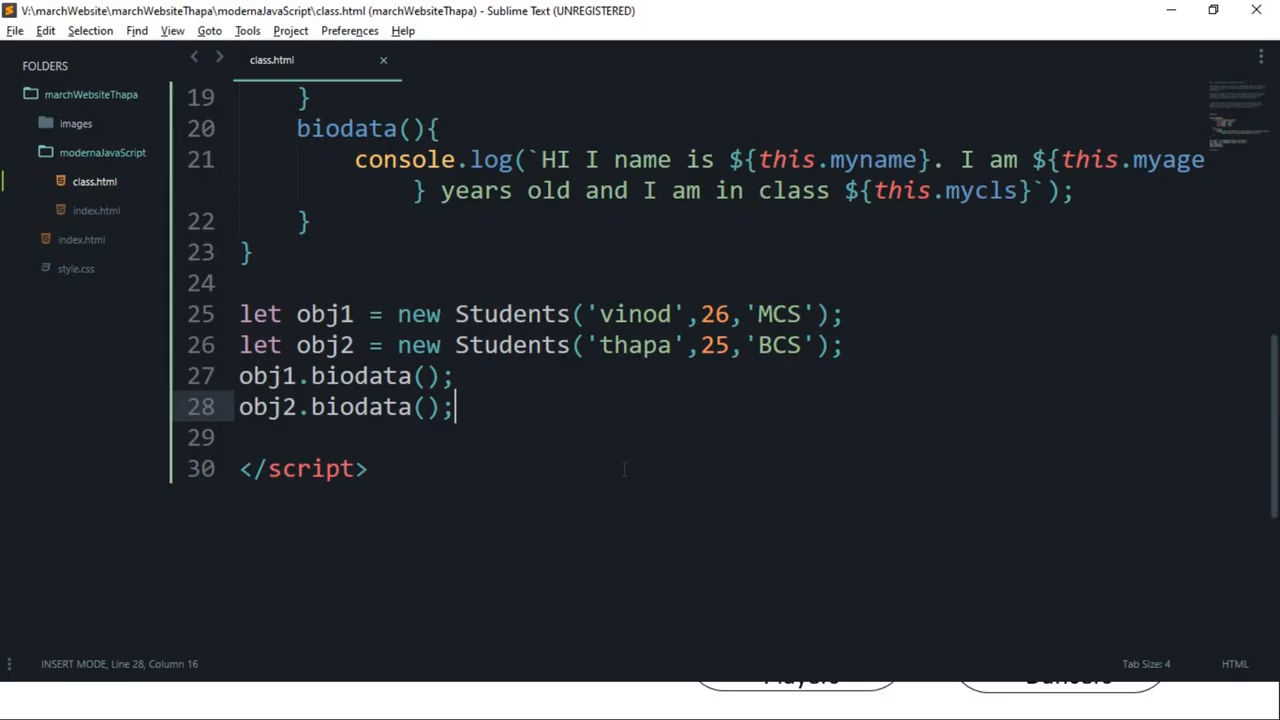 V:\marchWebsite\marchWebsiteThapa\modernaJavaScript\class.html (marchWebsiteThapa) - Sublime Text (UNREGISTERED)
File Edit Selection Find View Goto Tools Project Preferences Help
FOLDERS
marchWebsiteThapa
images
modernaJavaScript
class.html
index.html
index.html
style.css
class.html
19 }
20 biodata(){
21 console.log(`HI I name is ${this.myname}. I am ${this.myage
} years old and I am in class ${this.mycls}`);
22 }
23 }
24
25 let obj1 = new Students('vinod',26,'MCS');
26 let obj2 = new Students('thapa',25,'BCS');
27 obj1.biodata();
28 obj2.biodata();
29
30 </script>
INSERT MODE, Line 28, Column 16
Tab Size: 4
HTML
Players
Dancers